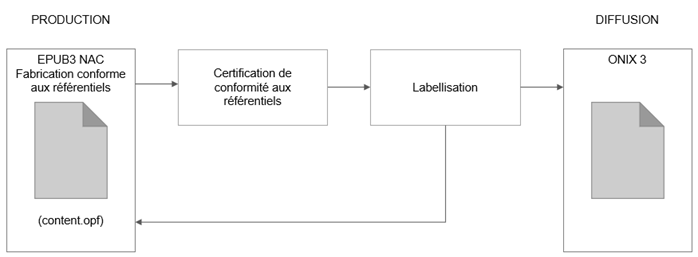 PRODUCTION
DIFFUSION
EPUB3 NAC
Fabrication conforme
aux référentiels
(content.opf)
Certification de
conformité aux
référentiels
Labellisation
ONIX 3